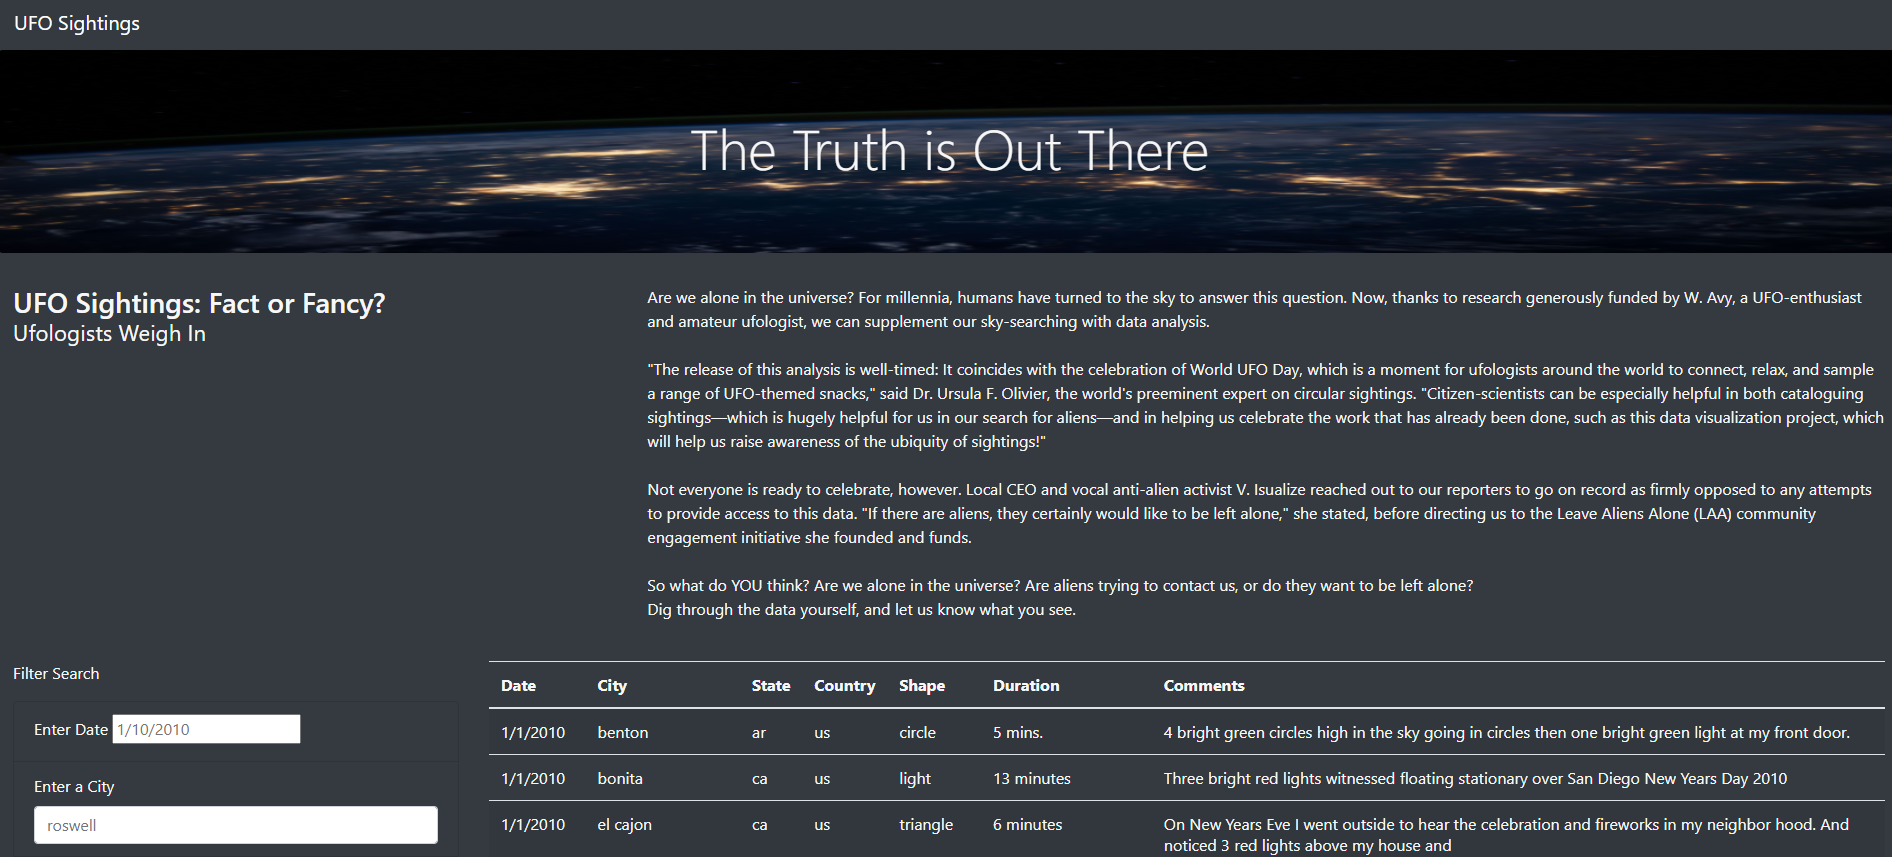 UFO Sightings
The Truth is Out There
UFO Sightings: Fact or Fancy?
Ufologists Weigh In
Are we alone in the universe? For millennia, humans have turned to the sky to answer this question. Now, thanks to research generously funded by W. Avy, a UFO-enthusiast
and amateur ufologist, we can supplement our sky-searching with data analysis.
"The release of this analysis is well-timed: It coincides with the celebration of World UFO Day, which is a moment for ufologists around the world to connect, relax, and sample
a range of UFO-themed snacks," said Dr. Ursula F. Olivier, the world's preeminent expert on circular sightings. "Citizen-scientists can be especially helpful in both cataloguing
sightings—which is hugely helpful for us in our search for aliens—and in helping us celebrate the work that has already been done, such as this data visualization project, which
will help us raise awareness of the ubiquity of sightings!"
Not everyone is ready to celebrate, however. Local CEO and vocal anti-alien activist V. Isualize reached out to our reporters to go on record as firmly opposed to any attempts
to provide access to this data. "If there are aliens, they certainly would like to be left alone," she stated, before directing us to the Leave Aliens Alone (LAA) community
engagement initiative she founded and funds.
So what do YOU think? Are we alone in the universe? Are aliens trying to contact us, or do they want to be left alone?
Dig through the data yourself, and let us know what you see.
Filter Search
Enter Date 1/10/2010
Enter a City
roswell
Date City State Country Shape Duration Comments
1/1/2010 benton ar us circle 5 mins. 4 bright green circles high in the sky going in circles then one bright green light at my front door.
1/1/2010 bonita ca us light 13 minutes Three bright red lights witnessed floating stationary over San Diego New Years Day 2010
1/1/2010 el cajon ca us triangle 6 minutes On New Years Eve I went outside to hear the celebration and fireworks in my neighbor hood. And
noticed 3 red lights above my house and